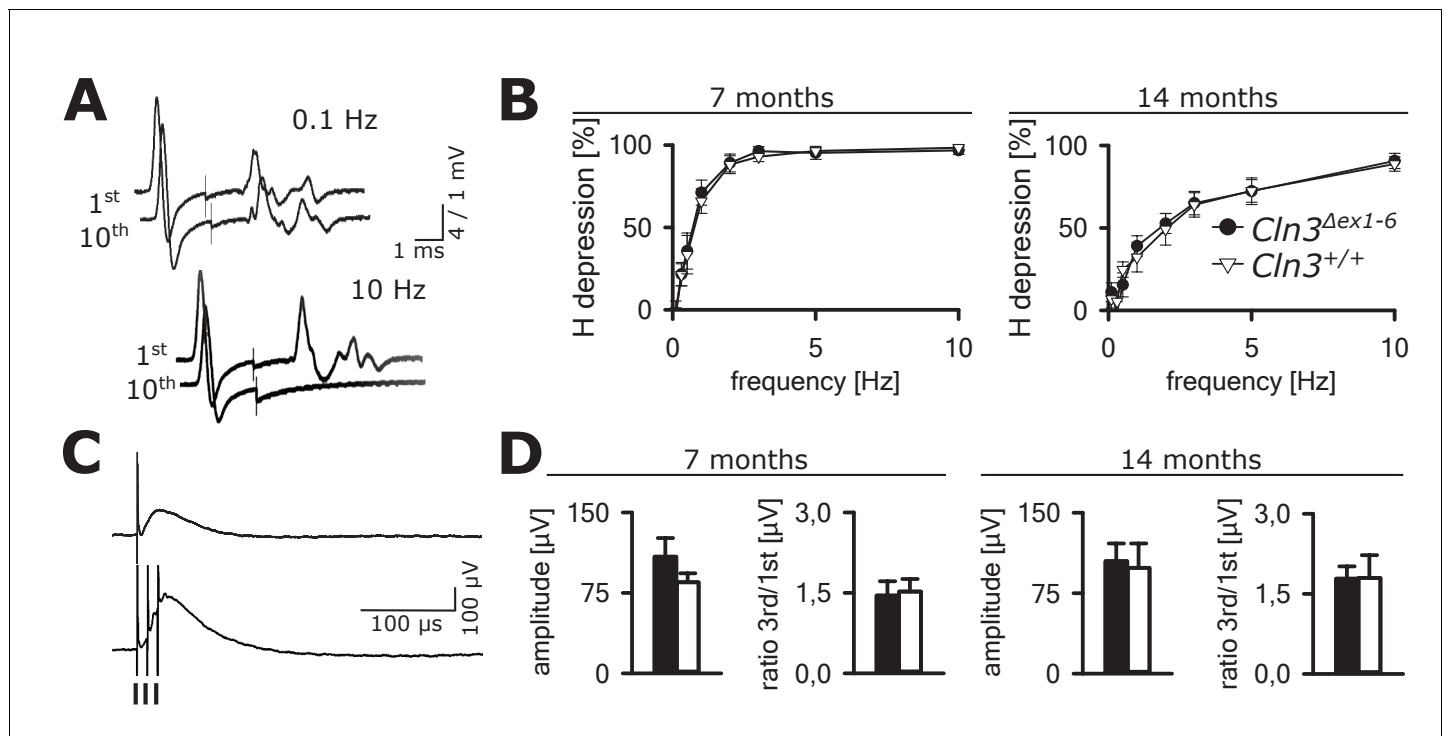 A
0.1 Hz
1st
10th
4 / 1 mV
1 ms
10 Hz
1st
10th
B
7 months
H depression [%]
100
50
0
0 5 10
frequency [Hz]
14 months
H depression [%]
100
50
0
0 5 10
frequency [Hz]
Cln3Δex1-6
Cln3+/+
C
100 µs
100 µV
D
7 months
amplitude [µV]
150
75
0
ratio 3rd/1st [µV]
3,0
1,5
0,0
14 months
amplitude [µV]
150
75
0
ratio 3rd/1st [µV]
3,0
1,5
0,0